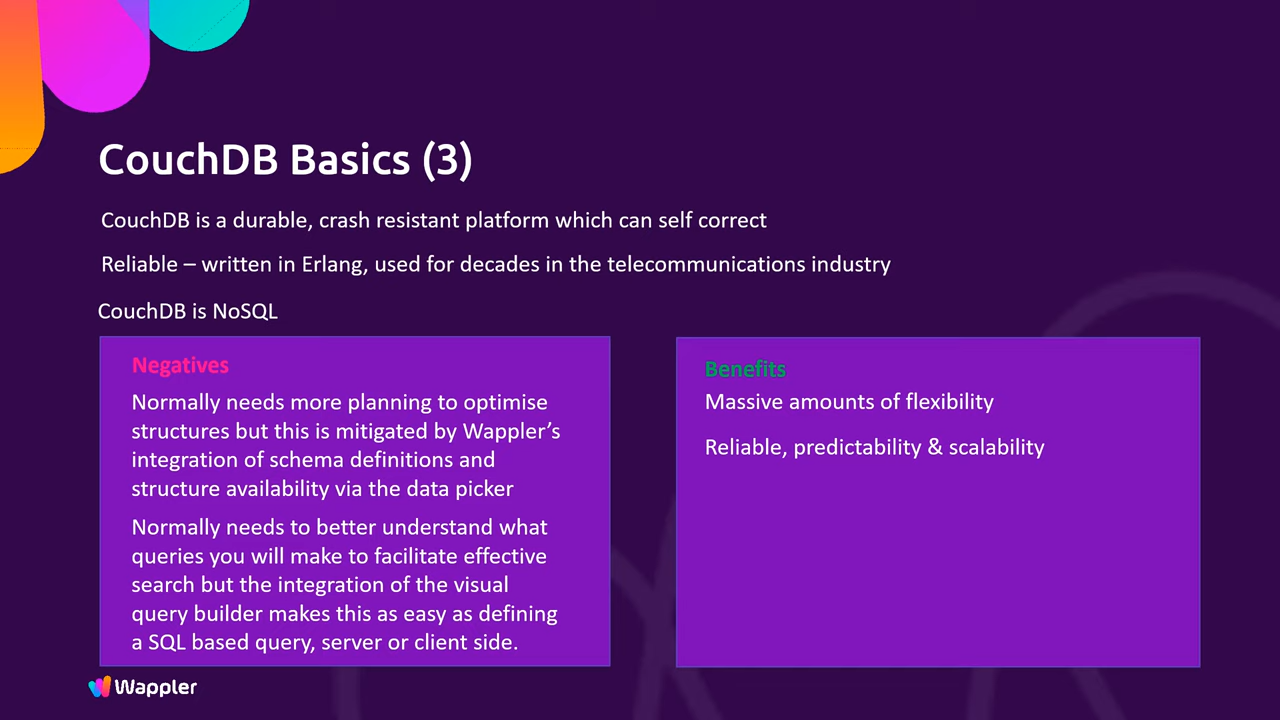 CouchDB Basics (3)
CouchDB is a durable, crash resistant platform which can self correct
Reliable – written in Erlang, used for decades in the telecommunications industry
CouchDB is NoSQL
Negatives
Normally needs more planning to optimise
structures but this is mitigated by Wappler’s
integration of schema definitions and
structure availability via the data picker
Normally needs to better understand what
queries you will make to facilitate effective
search but the integration of the visual
query builder makes this as easy as defining
a SQL based query, server or client side.
Benefits
Massive amounts of flexibility
Reliable, predictability & scalability
Wappler